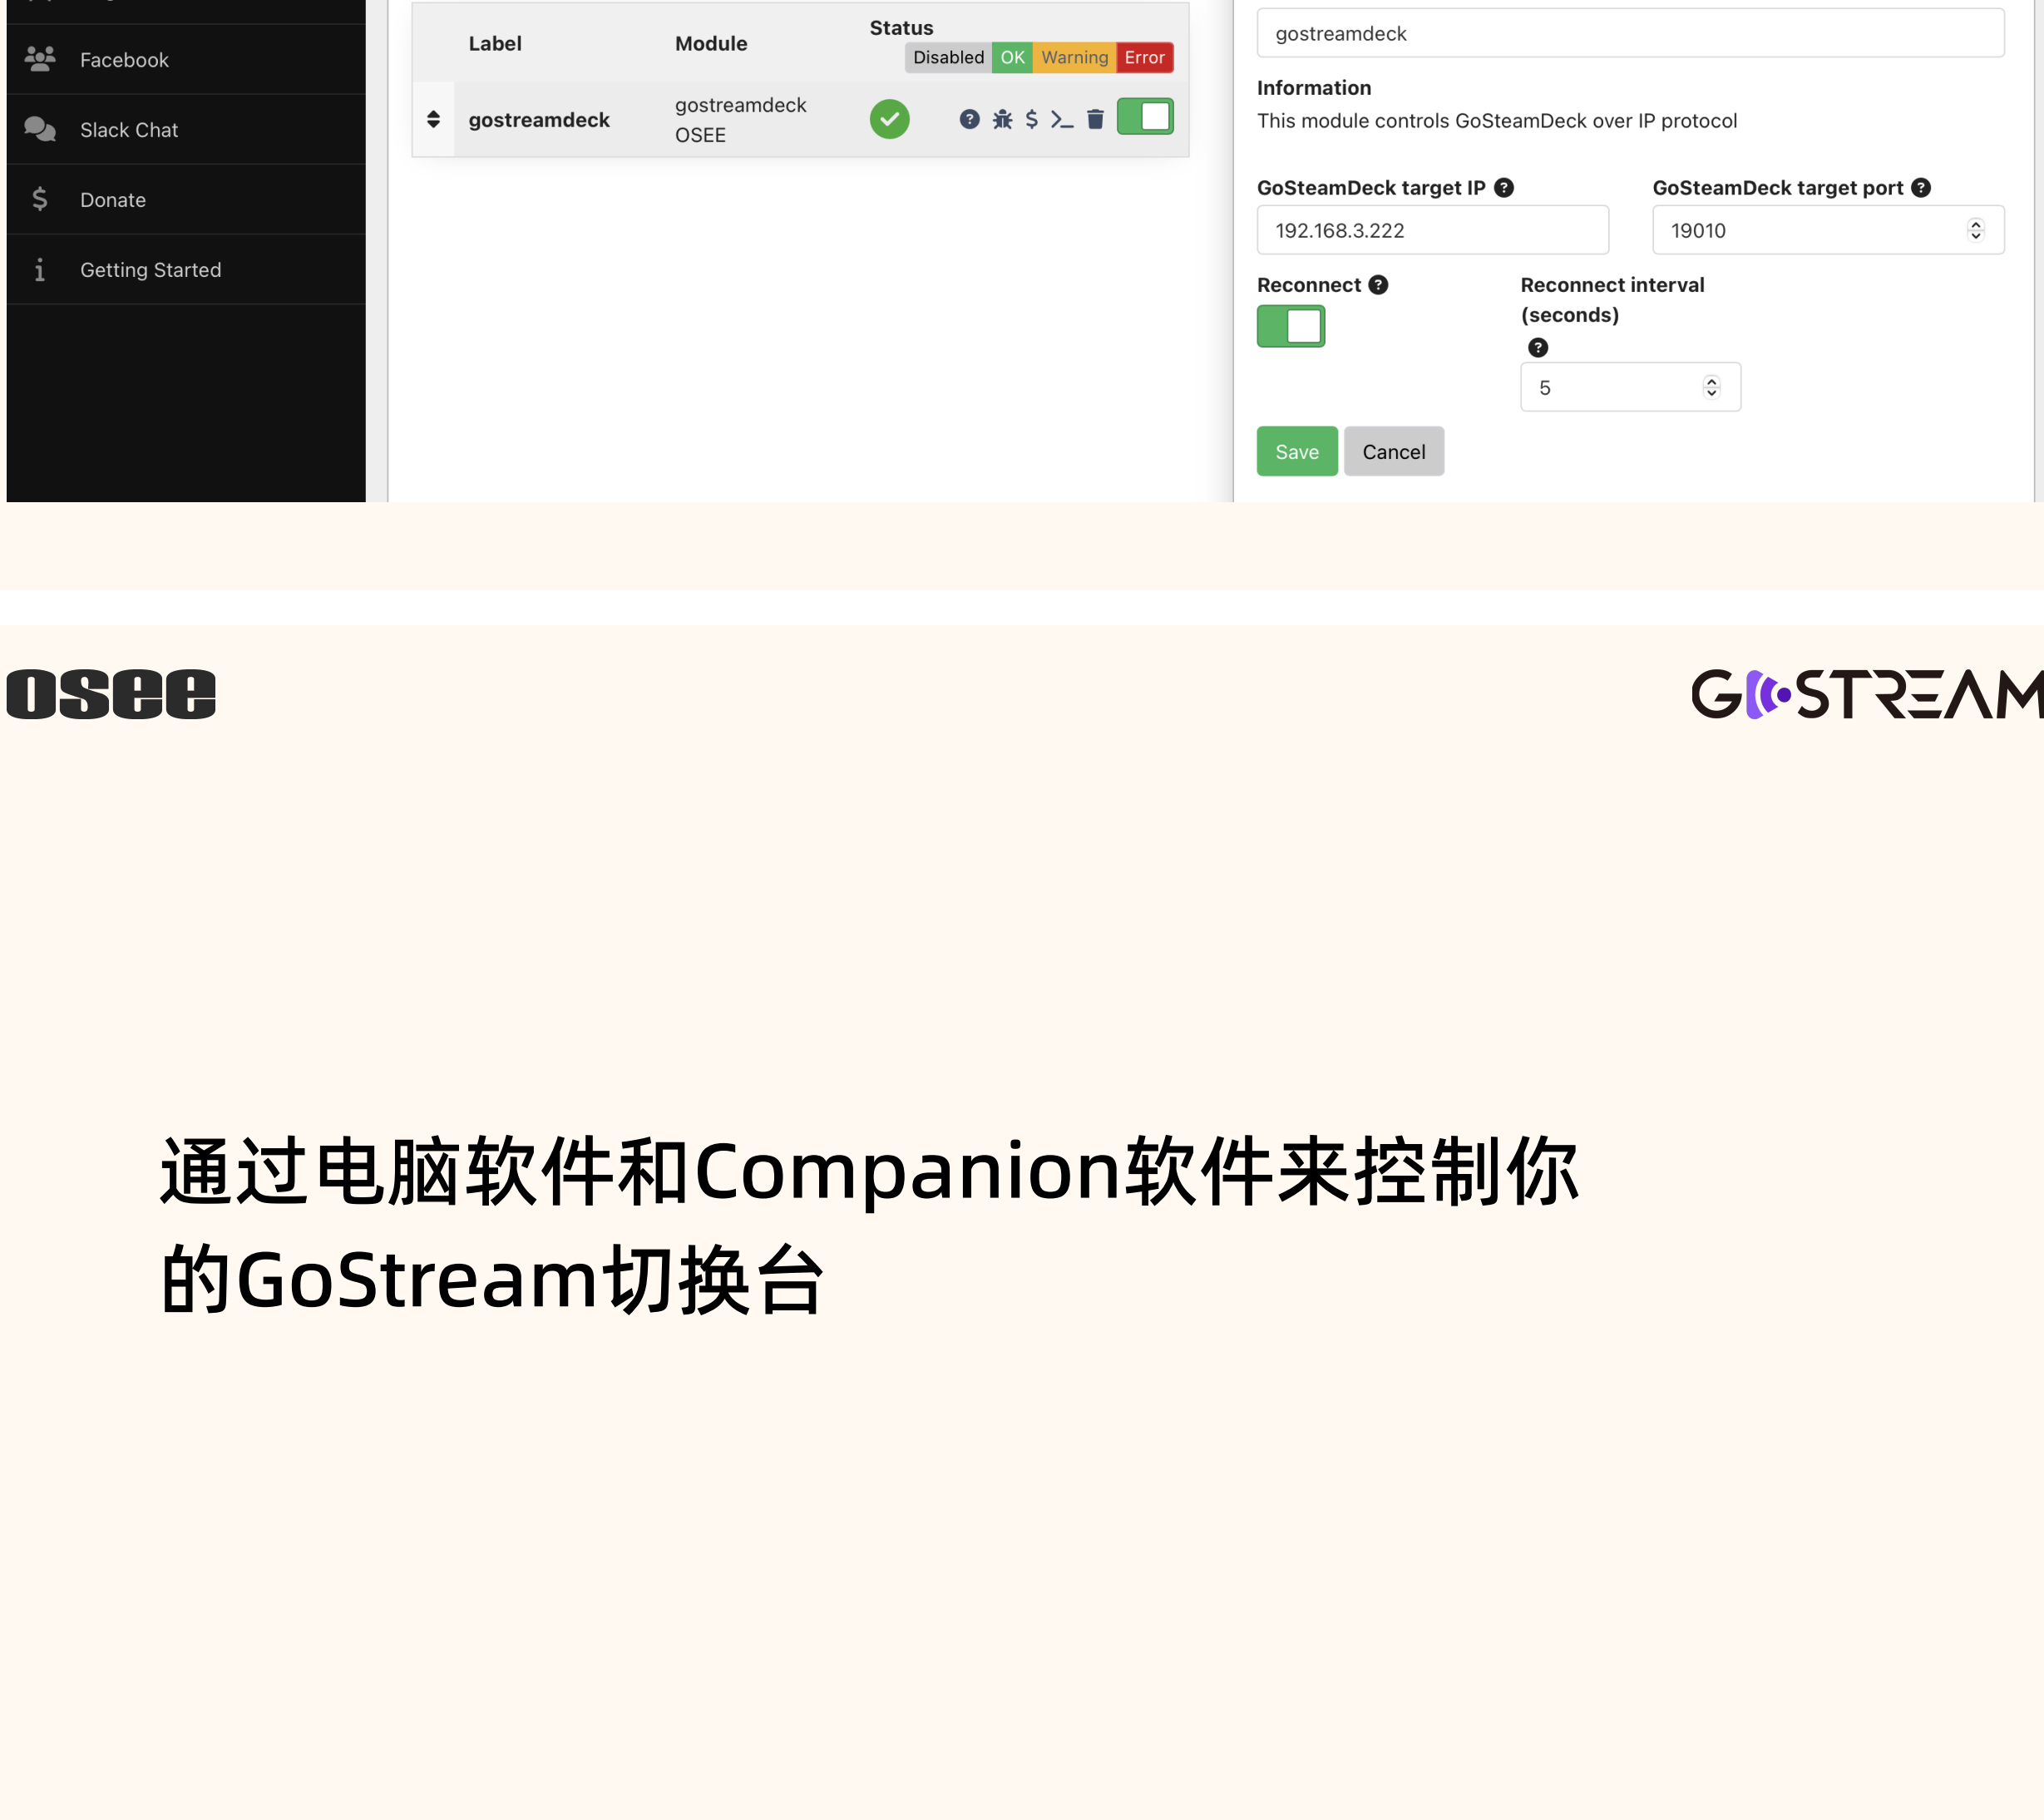 Facebook
Slack Chat
Donate
Getting Started
Label
Module
Status
Disabled OK Warning Error
gostreamdeck
gostreamdeck
OSEE
gostreamdeck
Information
This module controls GoSteamDeck over IP protocol
GoSteamDeck target IP
GoSteamDeck target port
192.168.3.222
19010
Reconnect
Reconnect interval
(seconds)
5
Save
Cancel
osee
GOSTREAM
通过电脑软件和Companion软件来控制你
的GoStream切换台